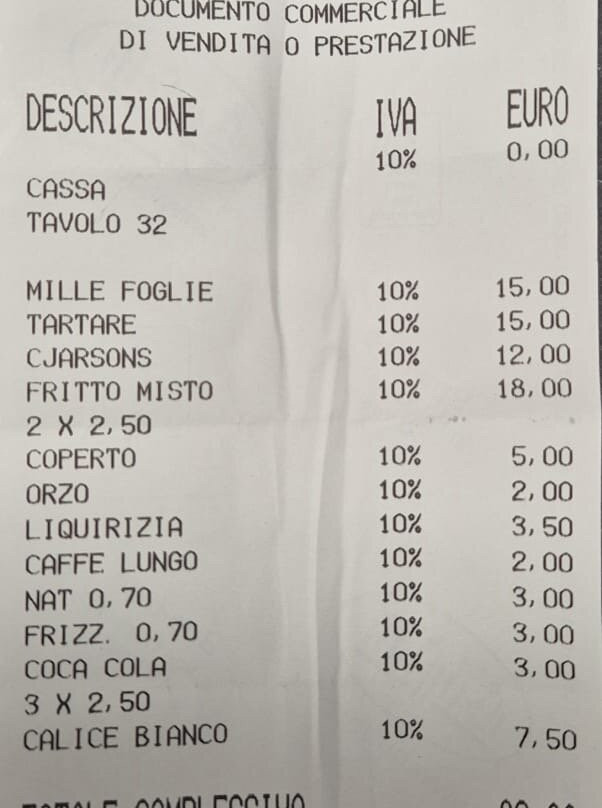 DOCUMENTO COMMERCIALE
DI VENDITA O PRESTAZIONE
DESCRIZIONE IVA EURO
10% 0,00
CASSA
TAVOLO 32
MILLE FOGLIE 10% 15,00
TARTARE 10% 15,00
CJARSONS 10% 12,00
FRITTO MISTO 10% 18,00
2 X 2,50
COPERTO 10% 5,00
ORZO 10% 2,00
LIQUIRIZIA 10% 3,50
CAFFE LUNGO 10% 2,00
NAT 0,70 10% 3,00
FRIZZ. 0,70 10% 3,00
COCA COLA 10% 3,00
3 X 2,50
CALICE BIANCO 10% 7,50
TOTALE COMPLESSIVO